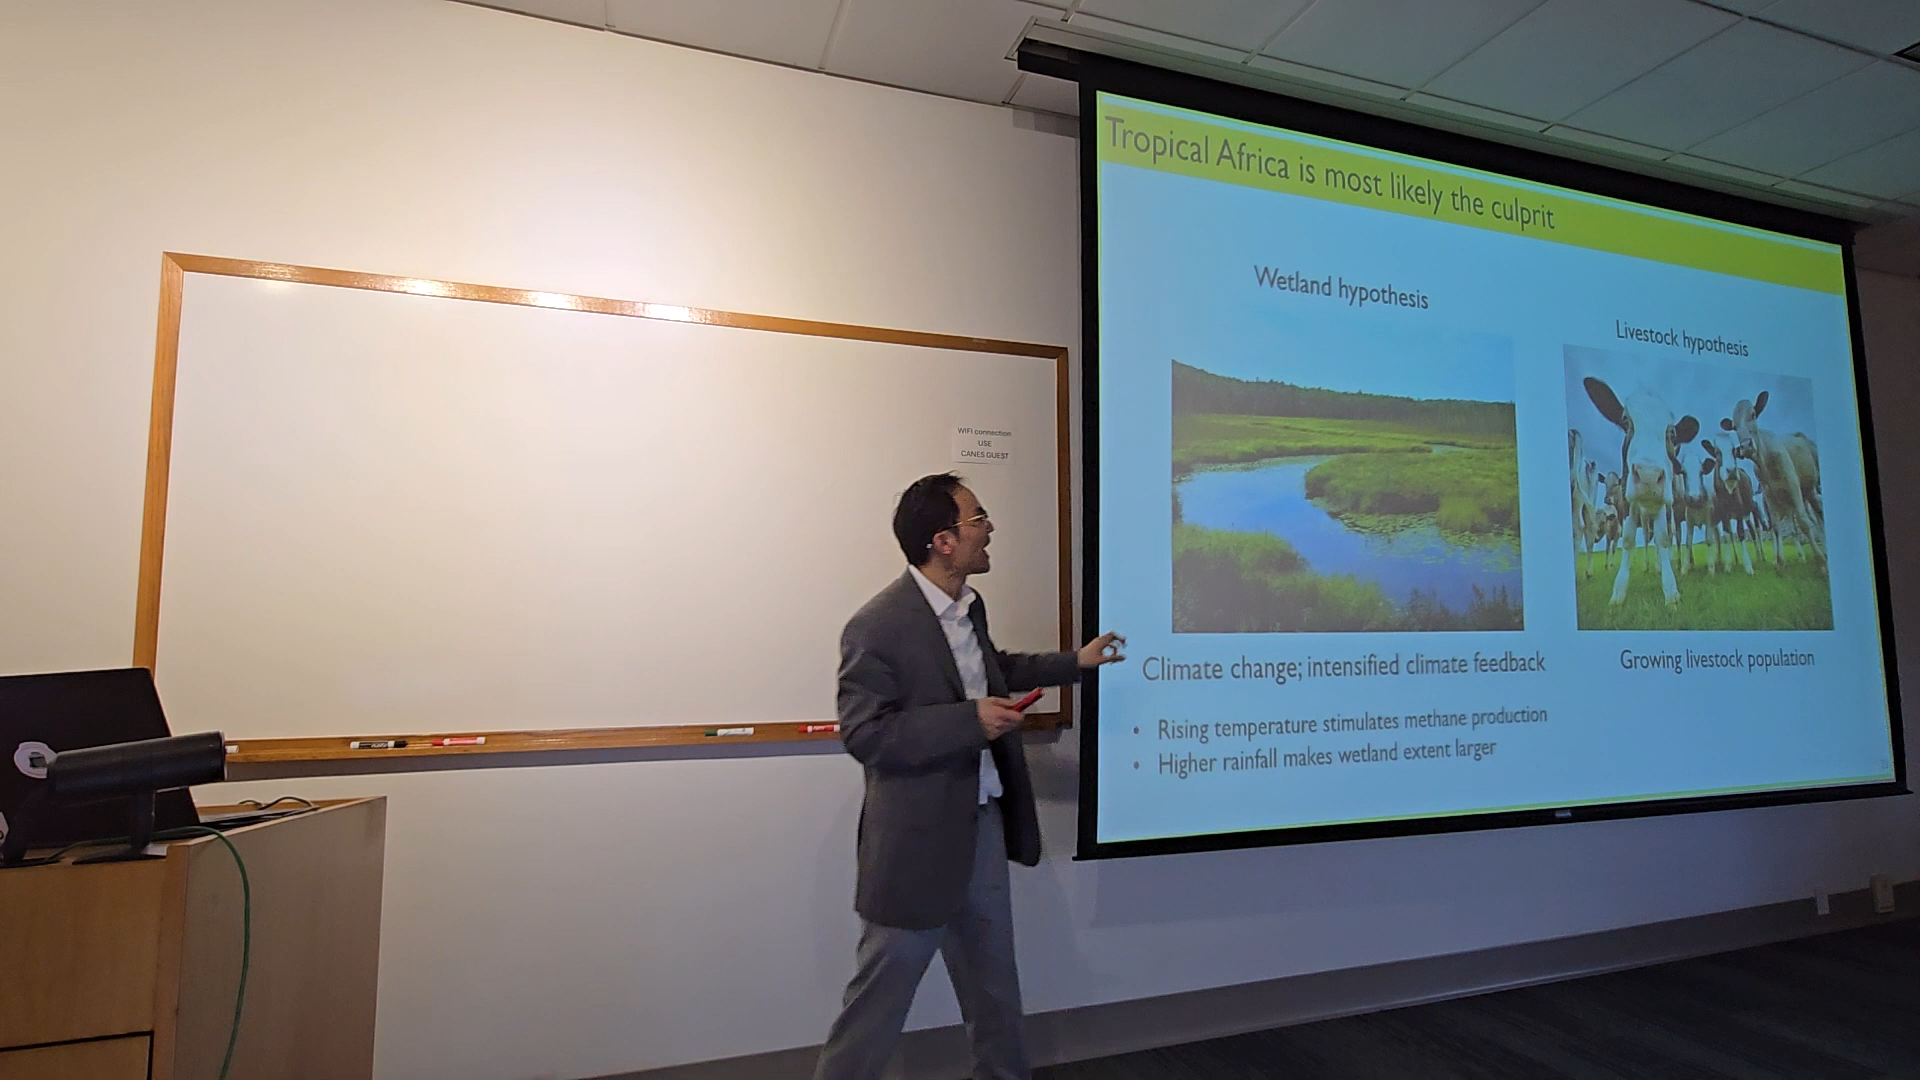 WIFI connection
USE
CANES GUEST
Tropical Africa is most likely the culprit
Wetland hypothesis
Livestock hypothesis
Climate change; intensified climate feedback
Growing livestock population
• Rising temperature stimulates methane production
• Higher rainfall makes wetland extent larger